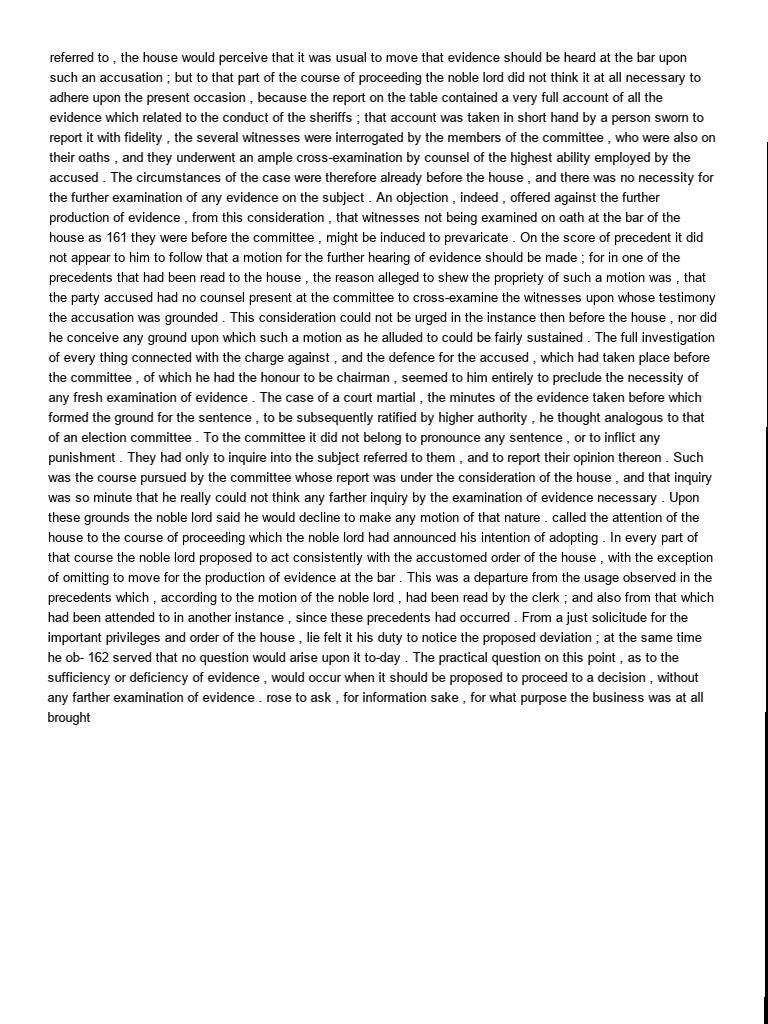 referred to , the house would perceive that it was usual to move that evidence should be heard at the bar upon
such an accusation ; but to that part of the course of proceeding the noble lord did not think it at all necessary to
adhere upon the present occasion , because the report on the table contained a very full account of all the
evidence which related to the conduct of the sheriffs ; that account was taken in short hand by a person sworn to
report it with fidelity , the several witnesses were interrogated by the members of the committee , who were also on
their oaths , and they underwent an ample cross-examination by counsel of the highest ability employed by the
accused . The circumstances of the case were therefore already before the house , and there was no necessity for
the further examination of any evidence on the subject . An objection , indeed , offered against the further
production of evidence , from this consideration , that witnesses not being examined on oath at the bar of the
house as 161 they were before the committee , might be induced to prevaricate . On the score of precedent it did
not appear to him to follow that a motion for the further hearing of evidence should be made ; for in one of the
precedents that had been read to the house , the reason alleged to shew the propriety of such a motion was , that
the party accused had no counsel present at the committee to cross-examine the witnesses upon whose testimony
the accusation was grounded . This consideration could not be urged in the instance then before the house , nor did
he conceive any ground upon which such a motion as he alluded to could be fairly sustained . The full investigation
of every thing connected with the charge against , and the defence for the accused , which had taken place before
the committee , of which he had the honour to be chairman , seemed to him entirely to preclude the necessity of
any fresh examination of evidence . The case of a court martial , the minutes of the evidence taken before which
formed the ground for the sentence , to be subsequently ratified by higher authority , he thought analogous to that
of an election committee . To the committee it did not belong to pronounce any sentence , or to inflict any
punishment . They had only to inquire into the subject referred to them , and to report their opinion thereon . Such
was the course pursued by the committee whose report was under the consideration of the house , and that inquiry
was so minute that he really could not think any farther inquiry by the examination of evidence necessary . Upon
these grounds the noble lord said he would decline to make any motion of that nature . called the attention of the
house to the course of proceeding which the noble lord had announced his intention of adopting . In every part of
that course the noble lord proposed to act consistently with the accustomed order of the house , with the exception
of omitting to move for the production of evidence at the bar . This was a departure from the usage observed in the
precedents which , according to the motion of the noble lord , had been read by the clerk ; and also from that which
had been attended to in another instance , since these precedents had occurred . From a just solicitude for the
important privileges and order of the house , lie felt it his duty to notice the proposed deviation ; at the same time
he ob- 162 served that no question would arise upon it to-day . The practical question on this point , as to the
sufficiency or deficiency of evidence , would occur when it should be proposed to proceed to a decision , without
any farther examination of evidence . rose to ask , for information sake , for what purpose the business was at all
brought